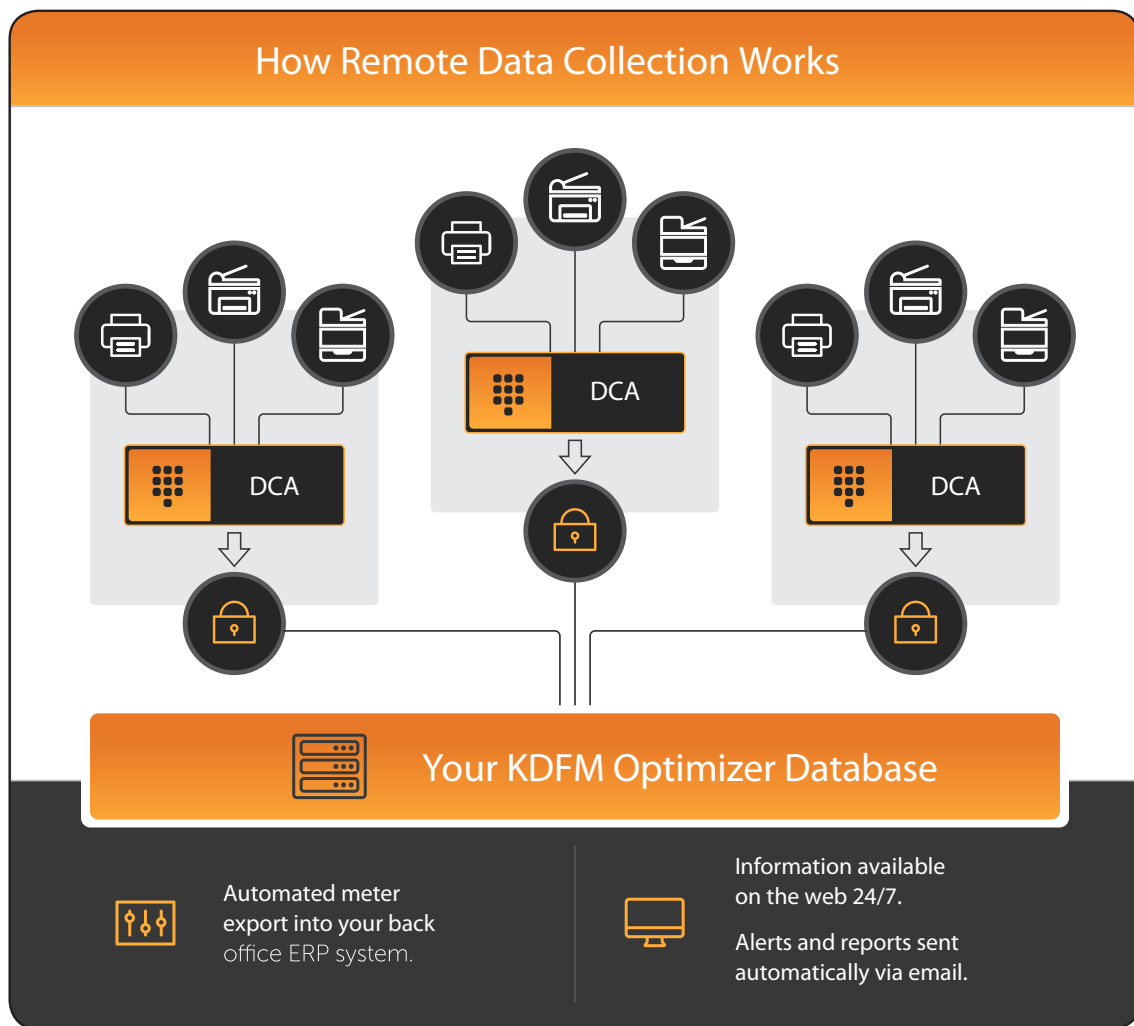 How Remote Data Collection Works
DCA
DCA
DCA
Your KDFM Optimizer Database
Automated meter
export into your back
office ERP system.
Information available
on the web 24/7.
Alerts and reports sent
automatically via email.